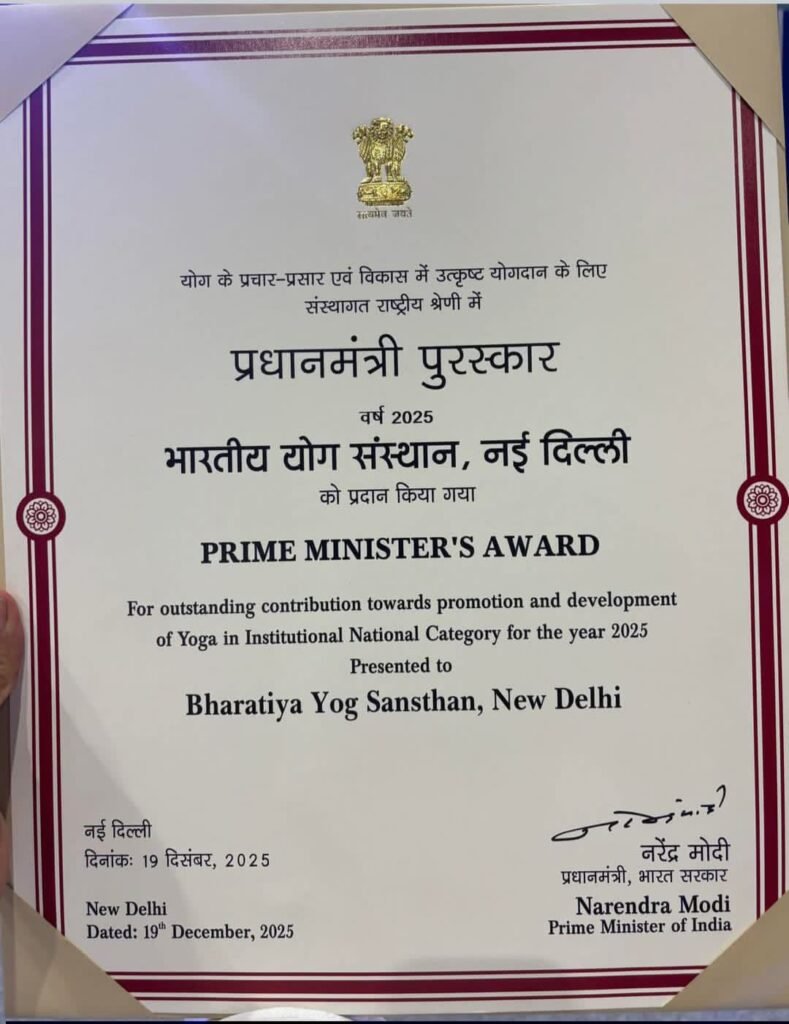 सत्यमेव जयते
योग के प्रचार-प्रसार एवं विकास में उत्कृष्ट योगदान के लिए
संस्थागत राष्ट्रीय श्रेणी में
प्रधानमंत्री पुरस्कार
वर्ष 2025
भारतीय योग संस्थान, नई दिल्ली
को प्रदान किया गया
PRIME MINISTER'S AWARD
For outstanding contribution towards promotion and development
of Yoga in Institutional National Category for the year 2025
Presented to
Bharatiya Yog Sansthan, New Delhi
नई दिल्ली
दिनांक: 19 दिसंबर, 2025
New Delhi
Dated: 19th December, 2025
नरेंद्र मोदी
प्रधानमंत्री, भारत सरकार
Narendra Modi
Prime Minister of India